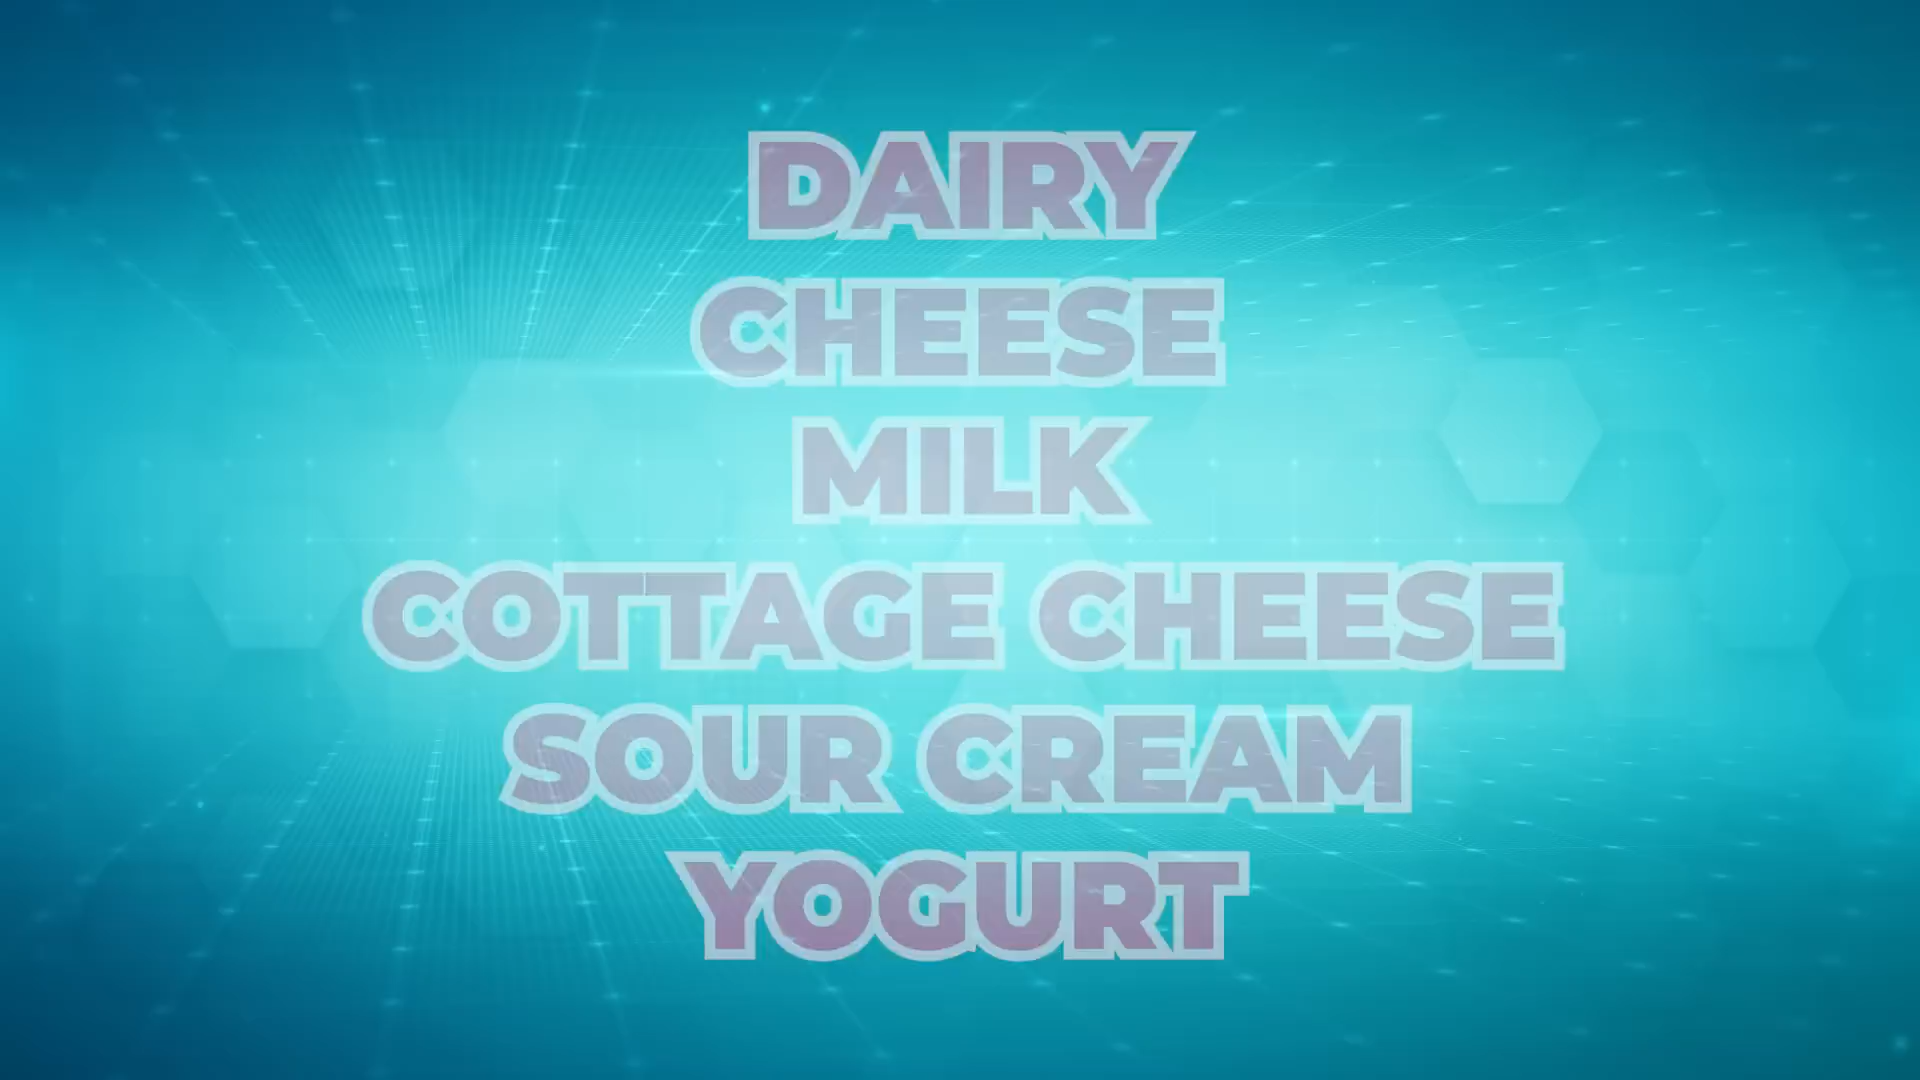 DAIRY
CHEESE
MILK
COTTAGE CHEESE
SOUR CREAM
YOGURT